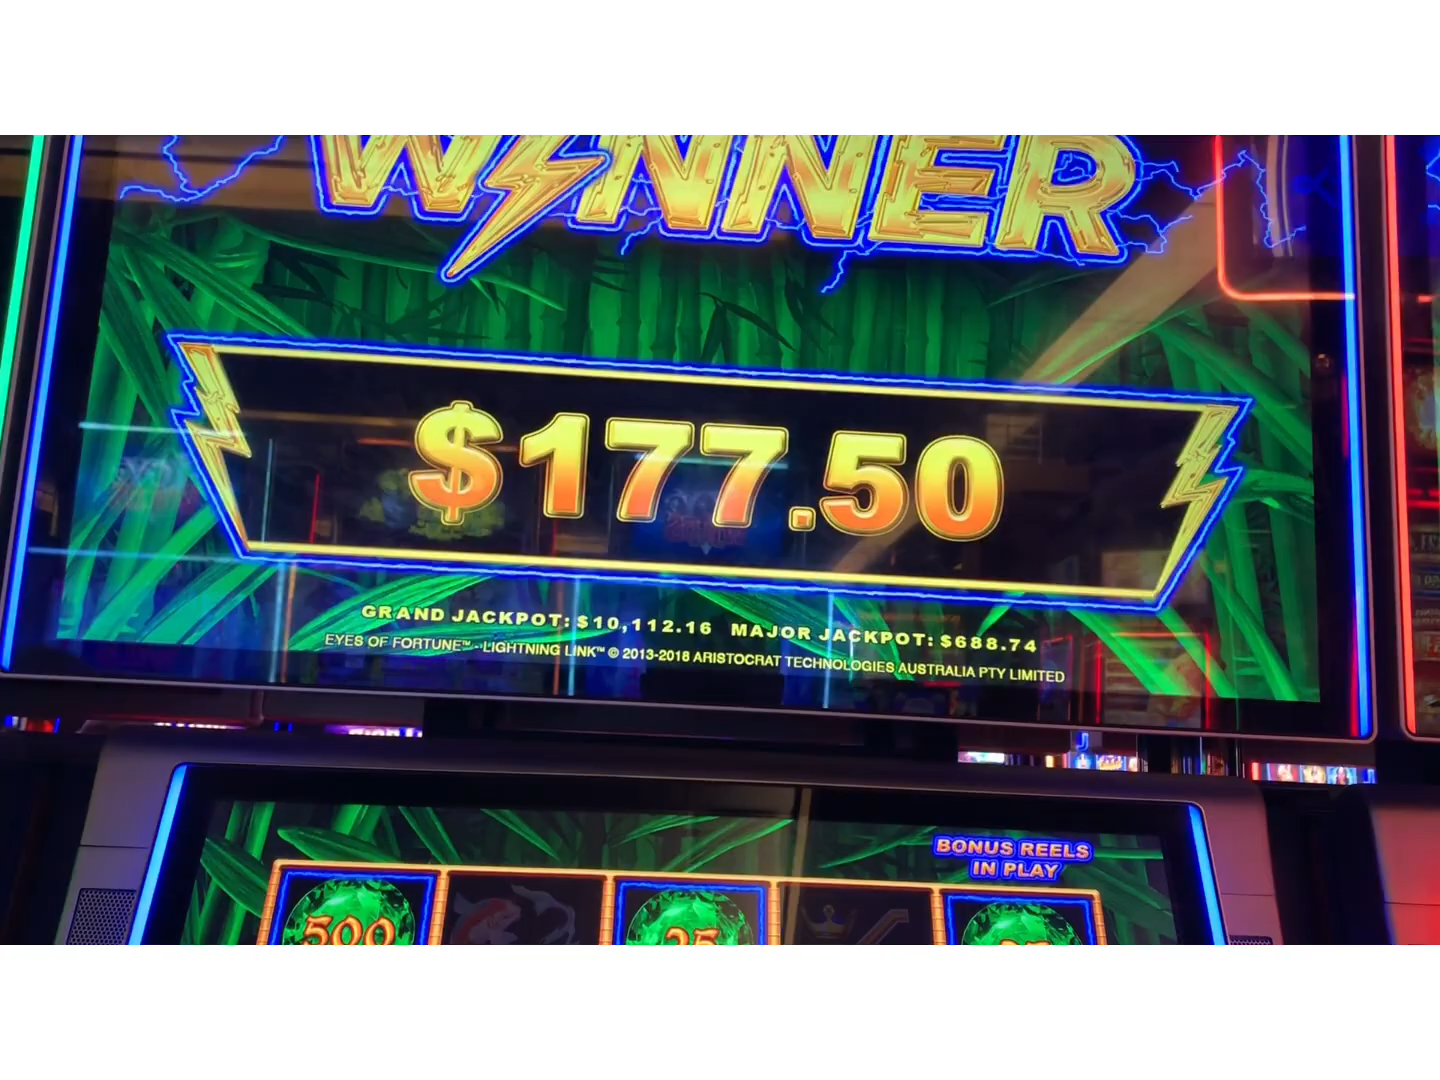 WINNER
$177.50
GRAND JACKPOT: $10,112.16 MAJOR JACKPOT: $688.74
EYES OF FORTUNE™ - LIGHTNING LINK™ © 2013-2018 ARISTOCRAT TECHNOLOGIES AUSTRALIA PTY LIMITED
BONUS REELS
IN PLAY
500
25